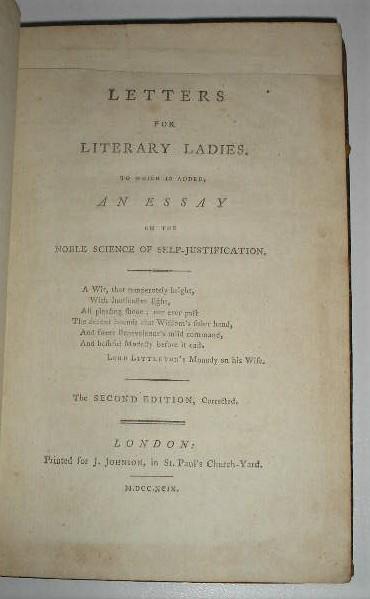 LETTERS
FOR
LITERARY LADIES.
TO WHICH IS ADDED,
AN ESSAY
ON THE
NOBLE SCIENCE OF SELF-JUSTIFICATION.
A Wit, that temperately bright,
With inoffensive light,
All pleasing shone; nor ever past
The decent bounds that Wisdom's sober hand,
And sweet Benevolence's mild command,
And bashful Modesty before it cast.
LORD LITTLETON'S Monody on his Wife.
The SECOND EDITION, Corrected.
LONDON:
Printed for J. JOHNSON, in St. Paul's Church-Yard.
M.DCC.XCIX.